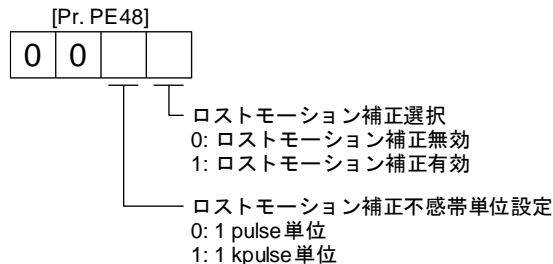 [Pr. PE48]
0 0
ロストモーション補正選択
0: ロストモーション補正無効
1: ロストモーション補正有効
ロストモーション補正不感帯単位設定
0: 1 pulse単位
1: 1 kpulse単位